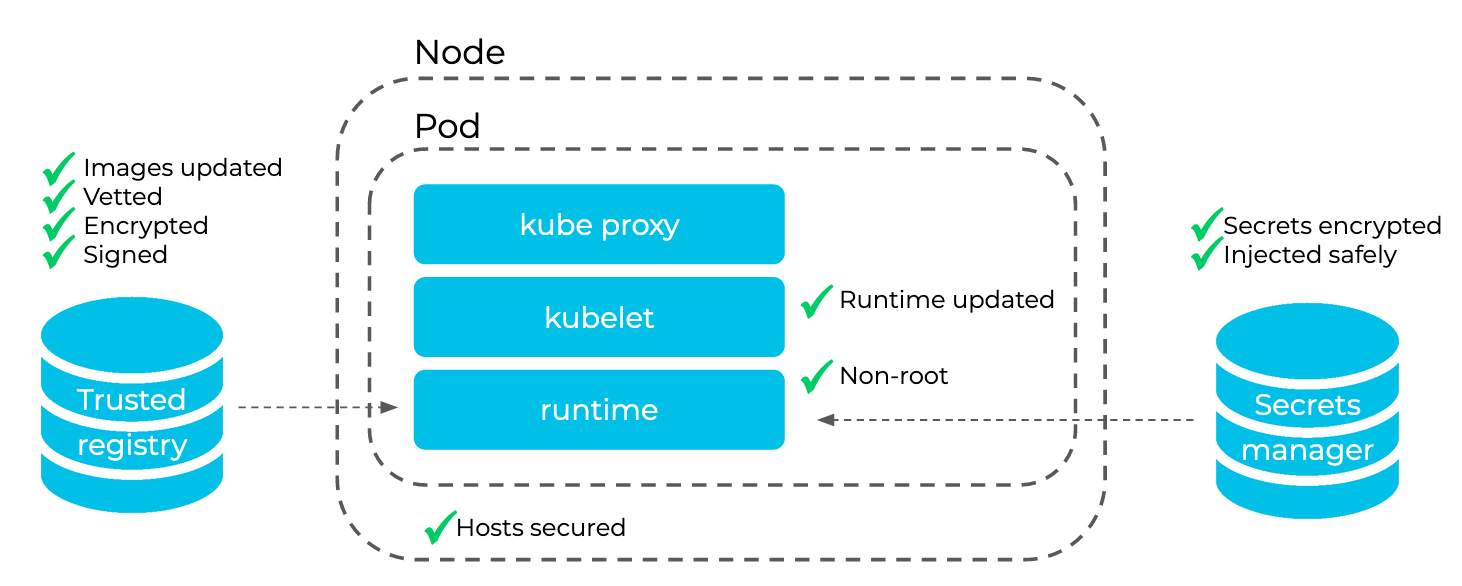 Node
Pod
Images updated
Vetted
Encrypted
Signed
Trusted
registry
kube proxy
kubelet
runtime
Runtime updated
Non-root
Hosts secured
Secrets encrypted
Injected safely
Secrets
manager